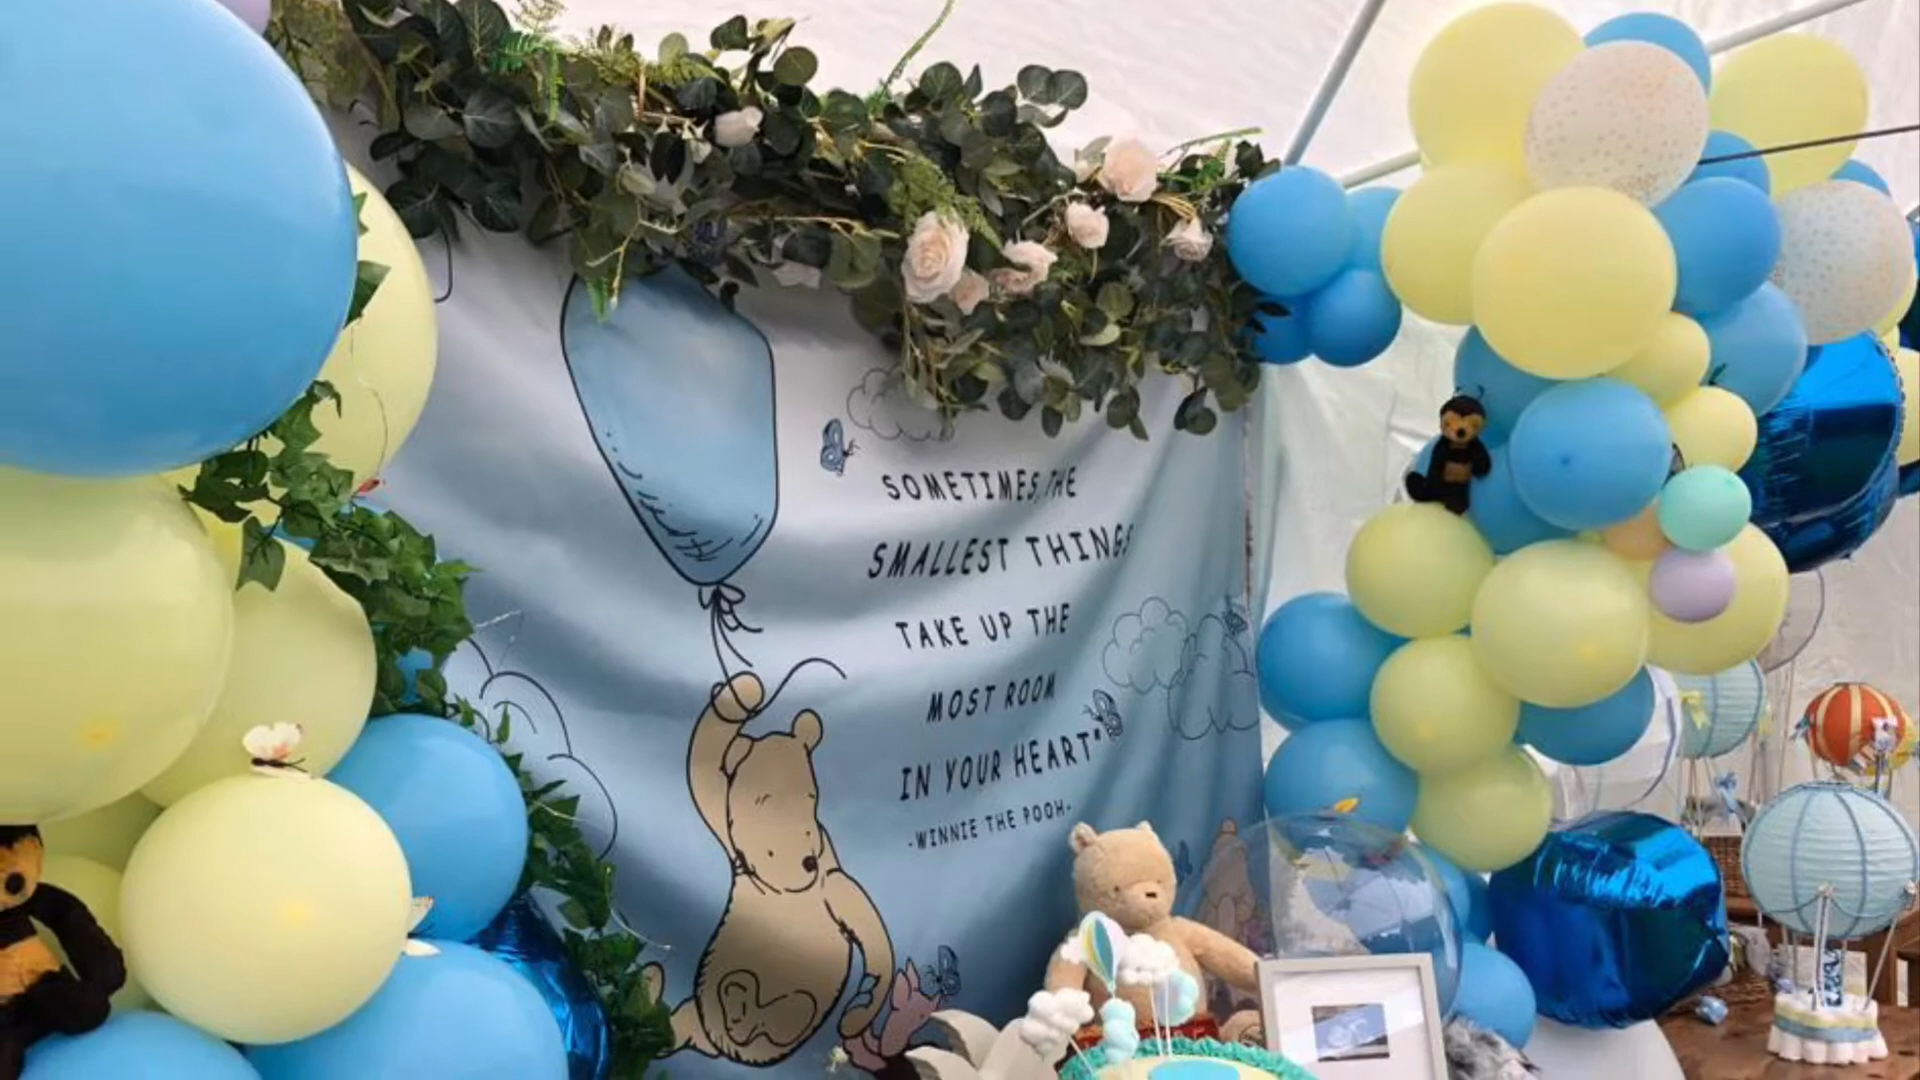 SOMETIMES, THE
SMALLEST THINGS
TAKE UP THE
MOST ROOM
IN YOUR HEART"
-WINNIE THE POOH-